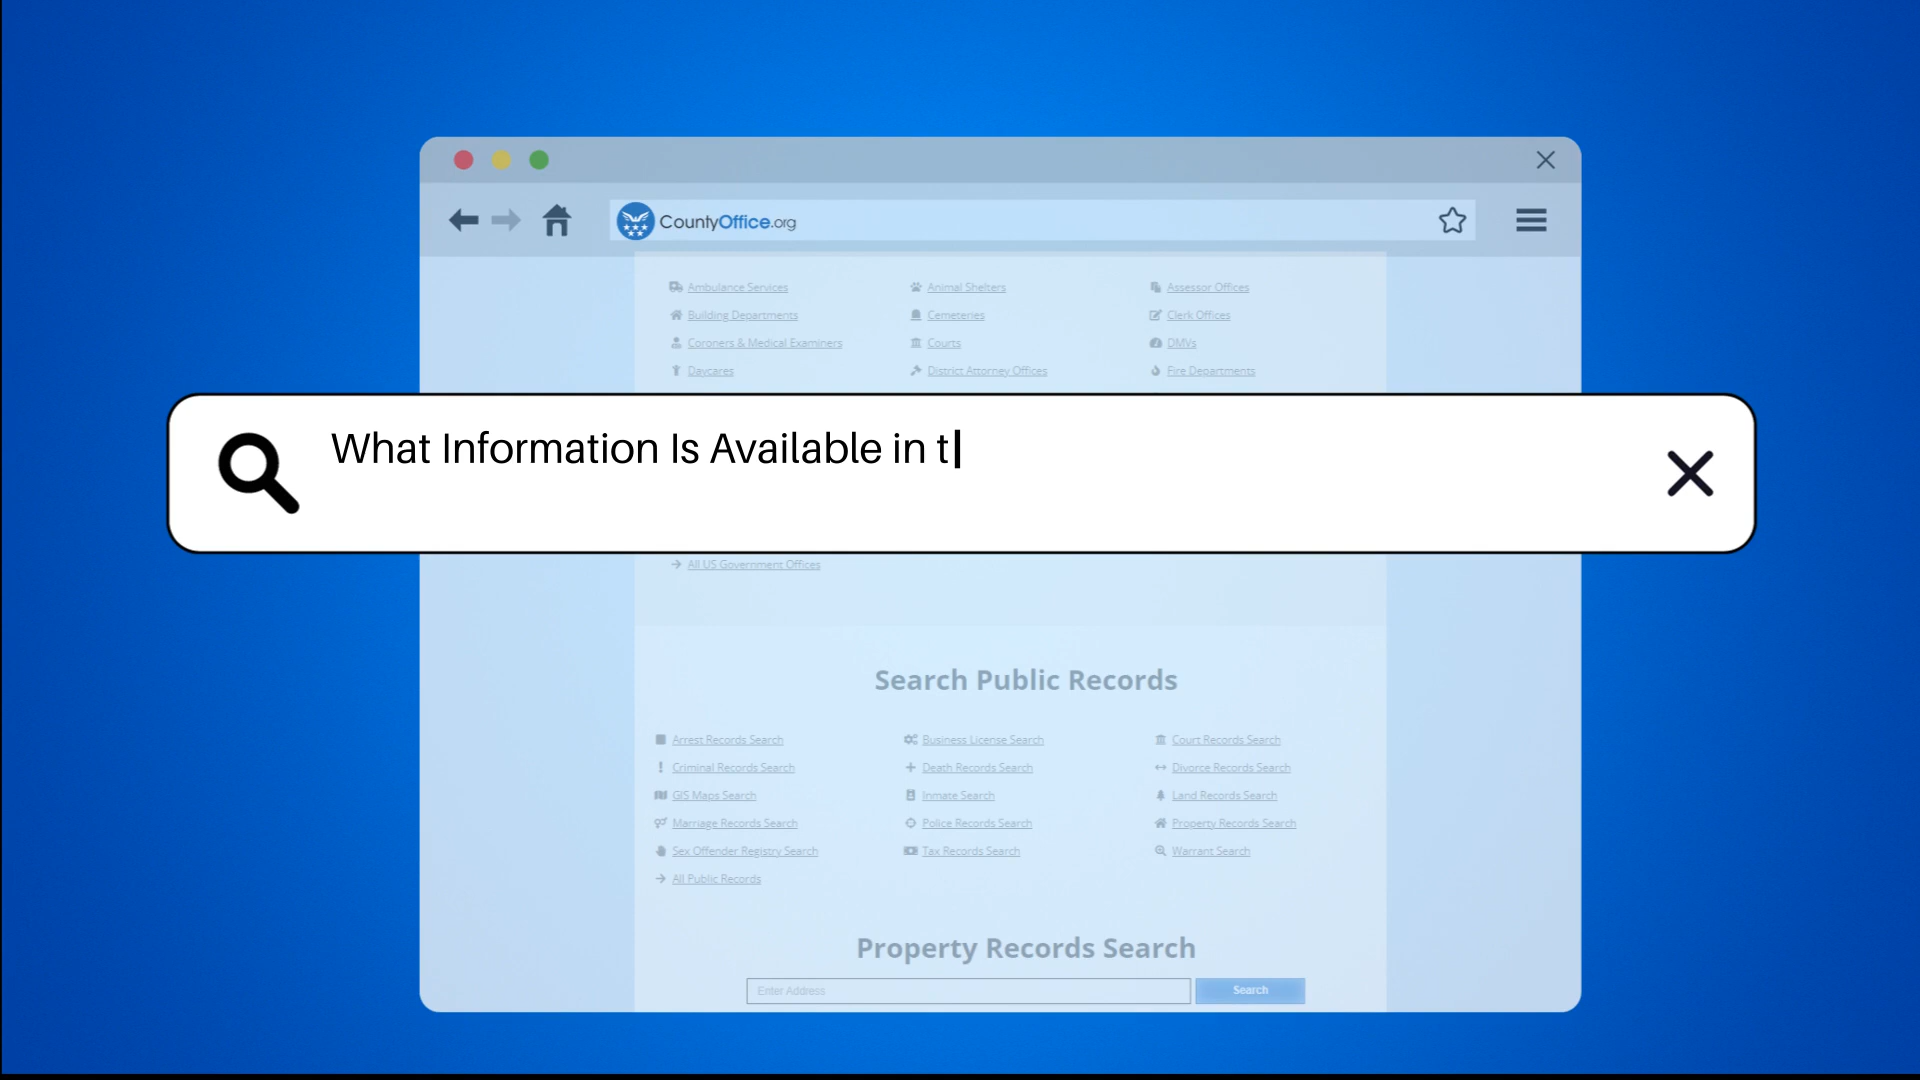 CountyOffice.org
Ambulance Services Animal Shelters Assessor Offices
Building Departments Cemeteries Clerk Offices
Coroners & Medical Examiners Courts DMVs
Daycares District Attorney Offices Fire Departments
What Information Is Available in t
All US Government Offices
Search Public Records
Arrest Records Search Business License Search Court Records Search
Criminal Records Search Death Records Search Divorce Records Search
GIS Maps Search Inmate Search Land Records Search
Marriage Records Search Police Records Search Property Records Search
Sex Offender Registry Search Tax Records Search Warrant Search
All Public Records
Property Records Search
Enter Address Search